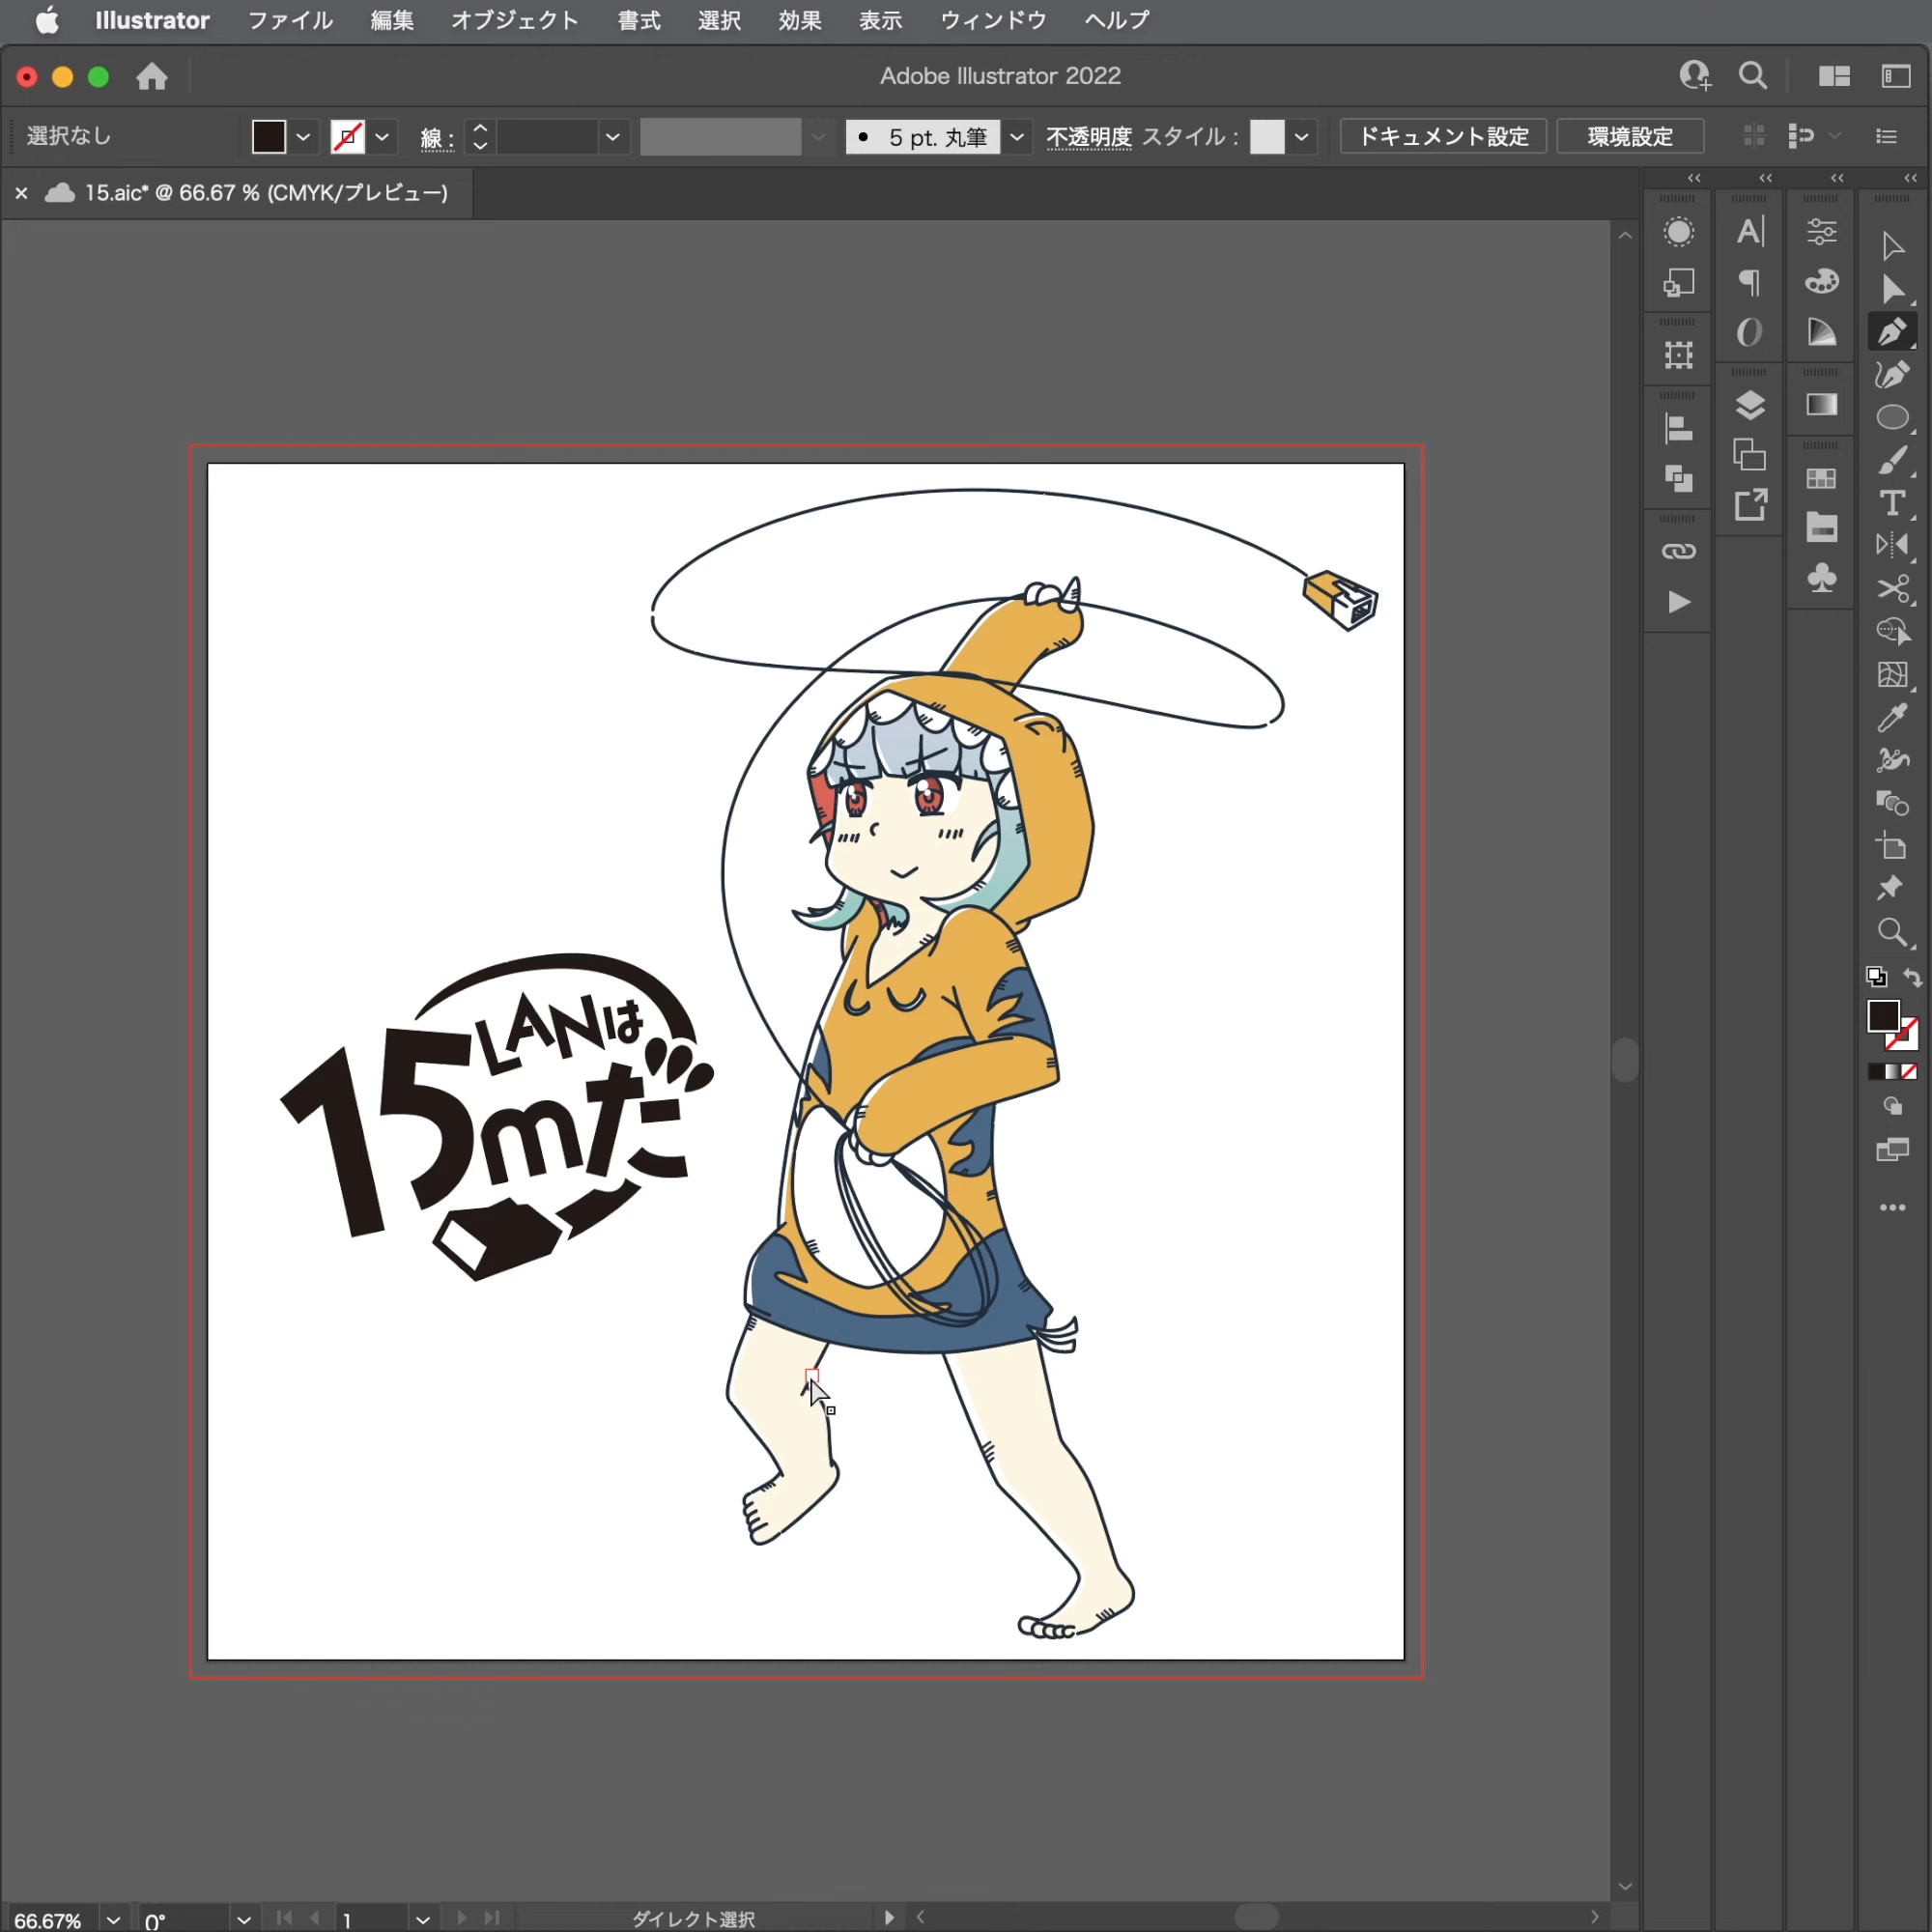 Illustrator ファイル 編集 オブジェクト 書式 選択 効果 表示 ウィンドウ ヘルプ
Adobe Illustrator 2022
選択なし 線 : 5 pt. 丸筆 不透明度 スタイル : ドキュメント設定 環境設定
15.aic* @ 66.67 % (CMYK/プレビュー)
LANは
15mだ
66.67% 0° 1 ダイレクト選択